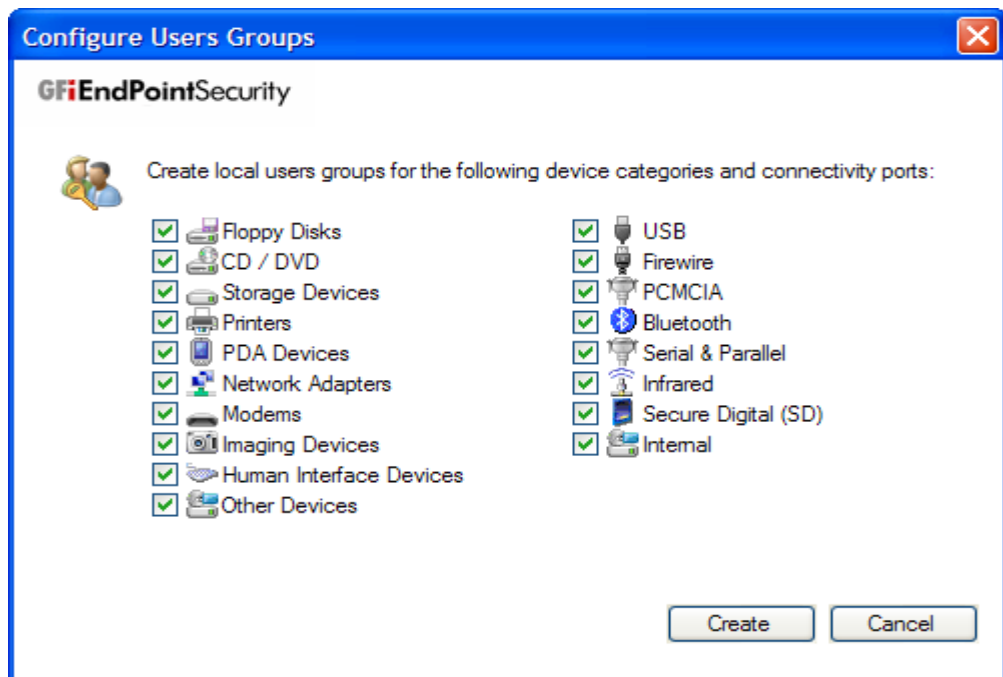 Configure Users Groups
GFiEndPointSecurity
Create local users groups for the following device categories and connectivity ports:
Floppy Disks
CD / DVD
Storage Devices
Printers
PDA Devices
Network Adapters
Modems
Imaging Devices
Human Interface Devices
Other Devices
USB
Firewire
PCMCIA
Bluetooth
Serial & Parallel
Infrared
Secure Digital (SD)
Internal
Create
Cancel